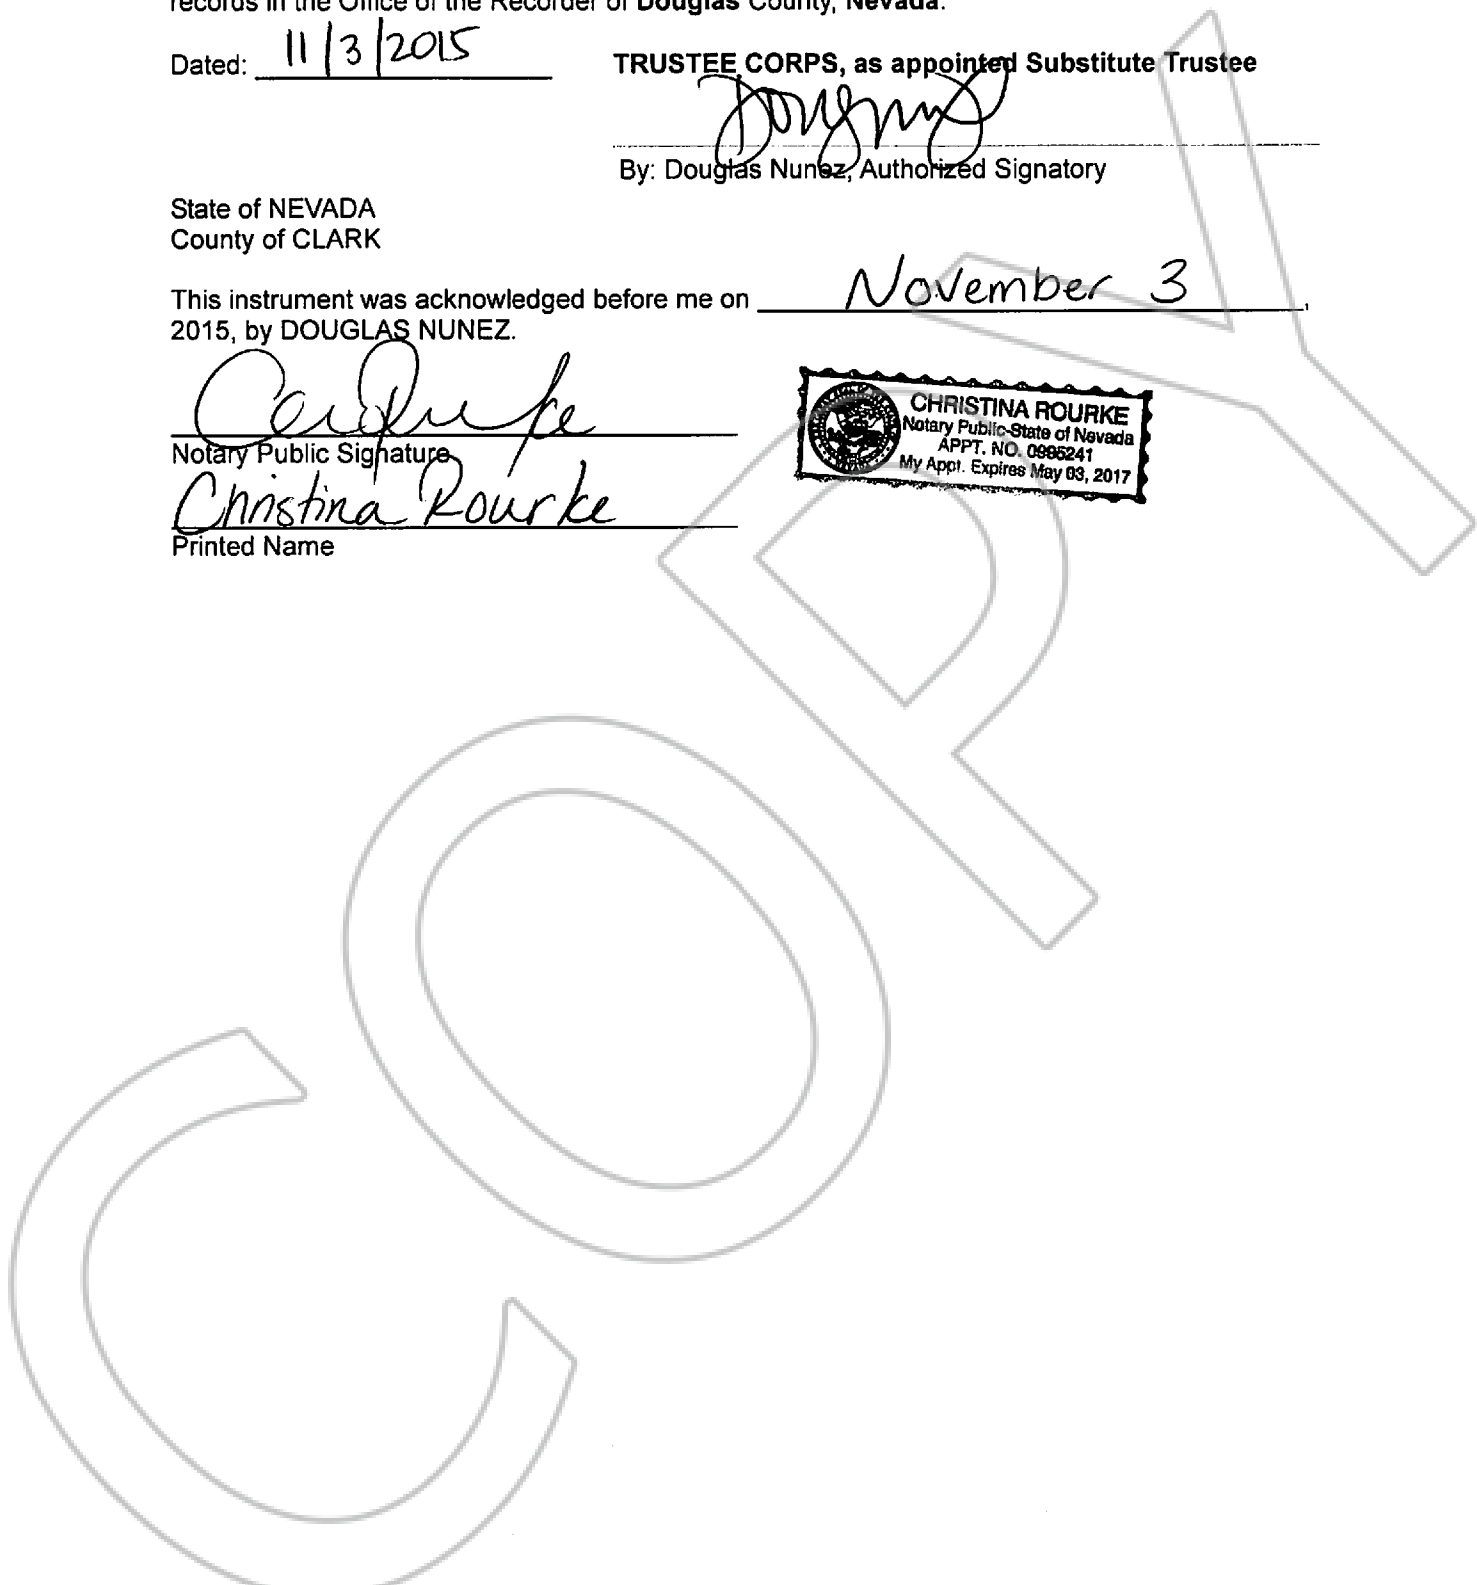 records in the Office of the Recorder of Douglas County, Nevada.
Dated: 11/3/2015
TRUSTEE CORPS, as appointed Substitute Trustee
By: Douglas Nunez, Authorized Signatory
State of NEVADA
County of CLARK
This instrument was acknowledged before me on November 3,
2015, by DOUGLAS NUNEZ.
CHRISTINA ROURKE
Notary Public-State of Nevada
APPT. NO. 0995241
My Appt. Expires May 03, 2017
Notary Public Signature
Christina Rourke
Printed Name
COPY